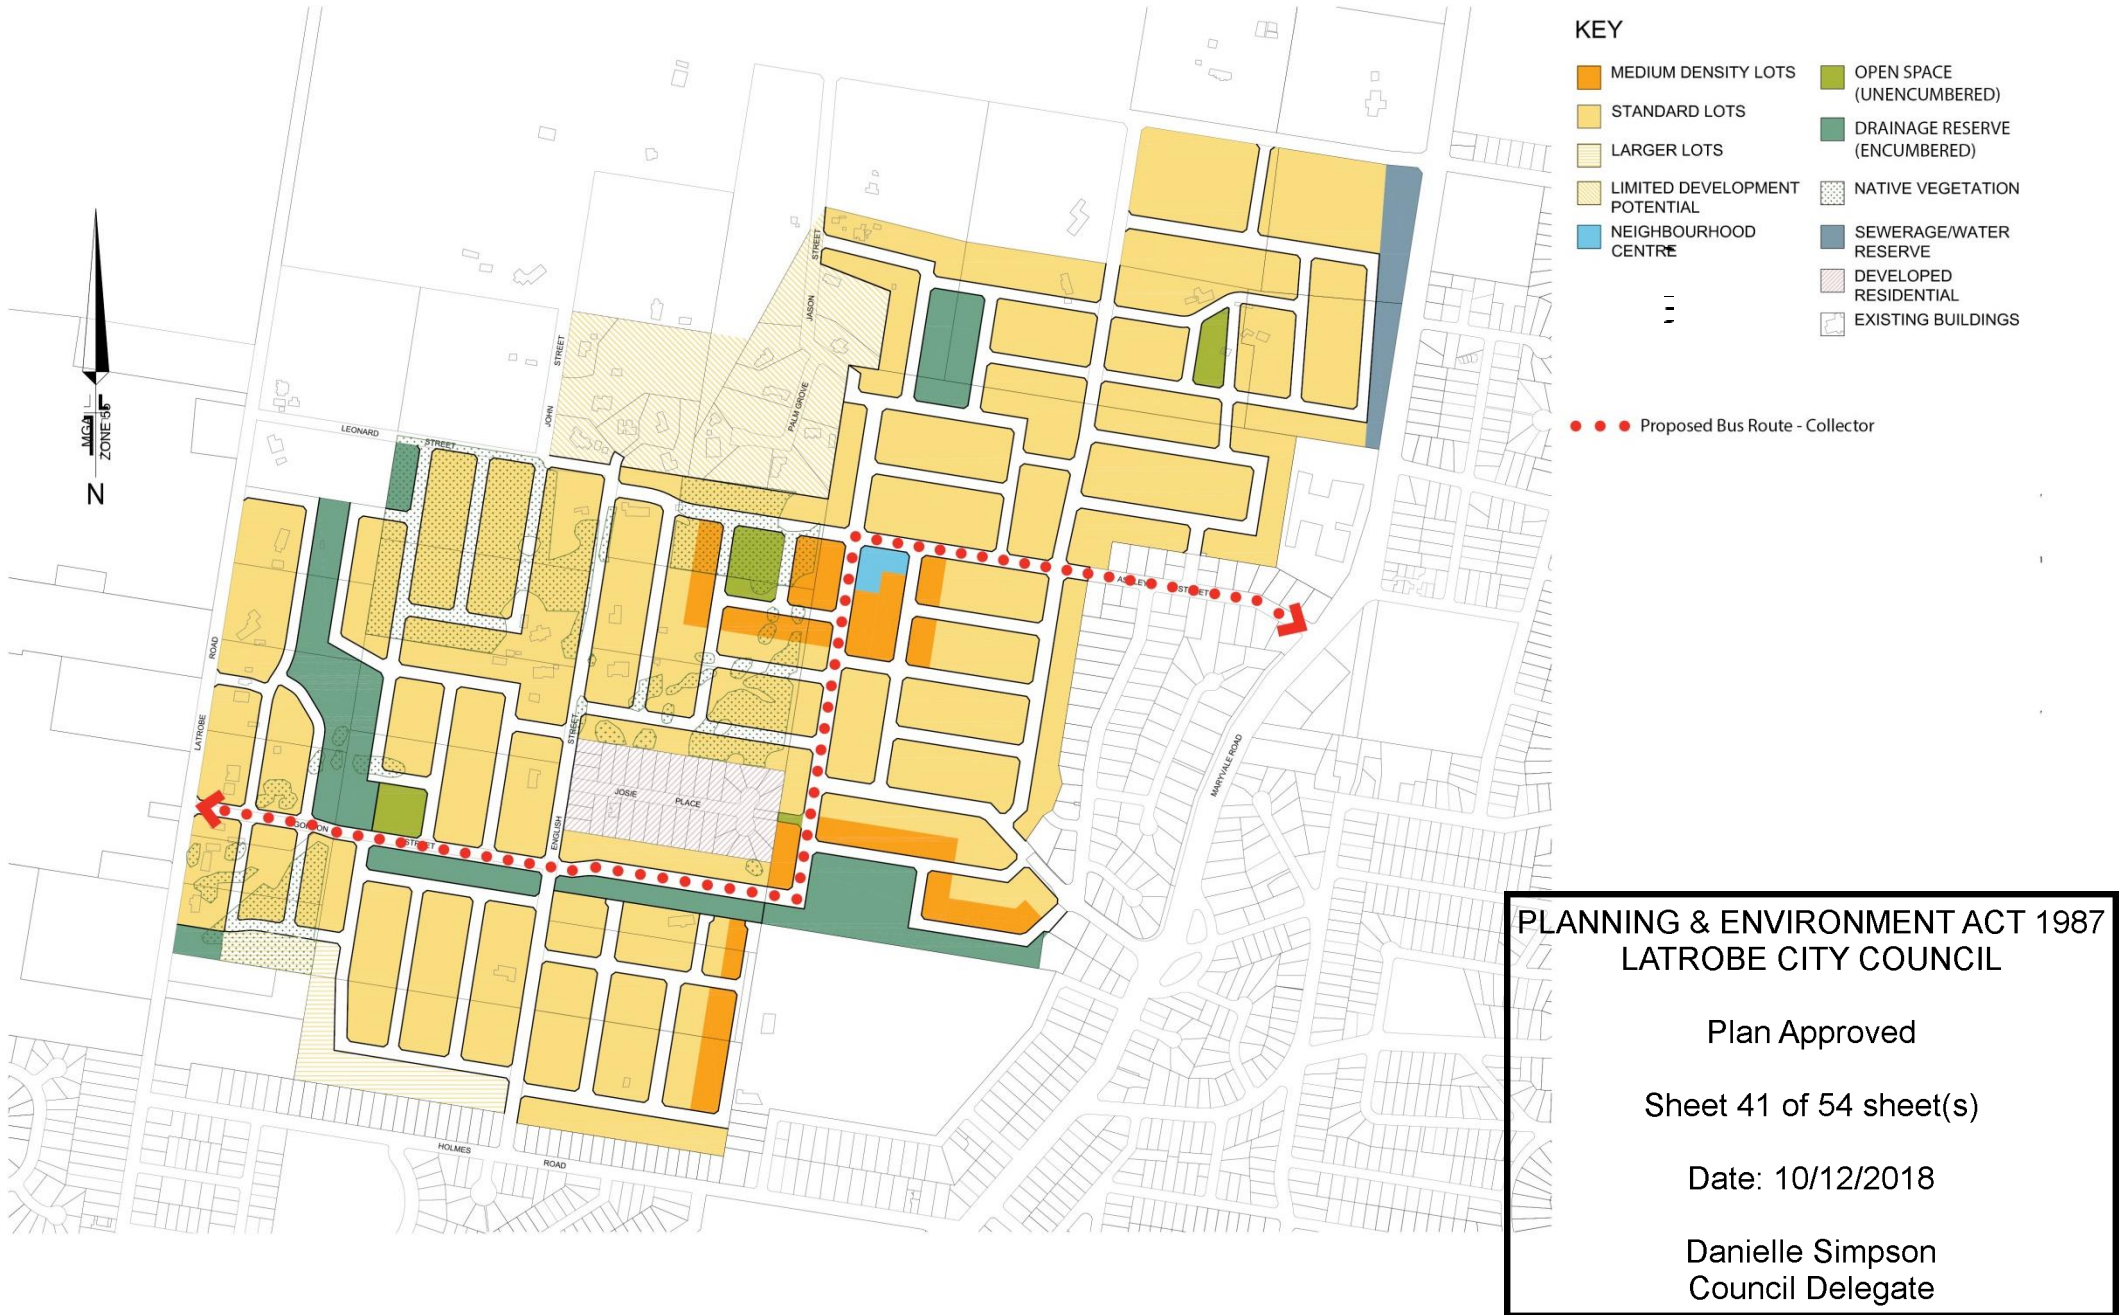 KEY
MEDIUM DENSITY LOTS
STANDARD LOTS
LARGER LOTS
LIMITED DEVELOPMENT
POTENTIAL
NEIGHBOURHOOD
CENTRE
OPEN SPACE
(UNENCUMBERED)
DRAINAGE RESERVE
(ENCUMBERED)
NATIVE VEGETATION
SEWERAGE/WATER
RESERVE
DEVELOPED
RESIDENTIAL
EXISTING BUILDINGS
Proposed Bus Route - Collector
N
STREET
JASON
PALM GROVE
STREET
JOHN
LEONARD
STREET
ROAD
LATROBE
STREET
ENGLISH
JOSIE
PLACE
MARYVALE ROAD
HOLMES
ROAD
PLANNING & ENVIRONMENT ACT 1987
LATROBE CITY COUNCIL
Plan Approved
Sheet 41 of 54 sheet(s)
Date: 10/12/2018
Danielle Simpson
Council Delegate